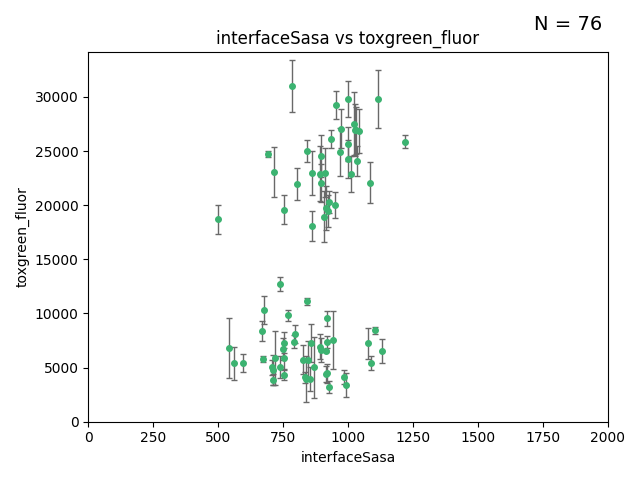 N = 76
interfaceSasa vs toxgreen_fluor
30000
25000
20000
15000
10000
5000
0
toxgreen_fluor
0 250 500 750 1000 1250 1500 1750 2000
interfaceSasa